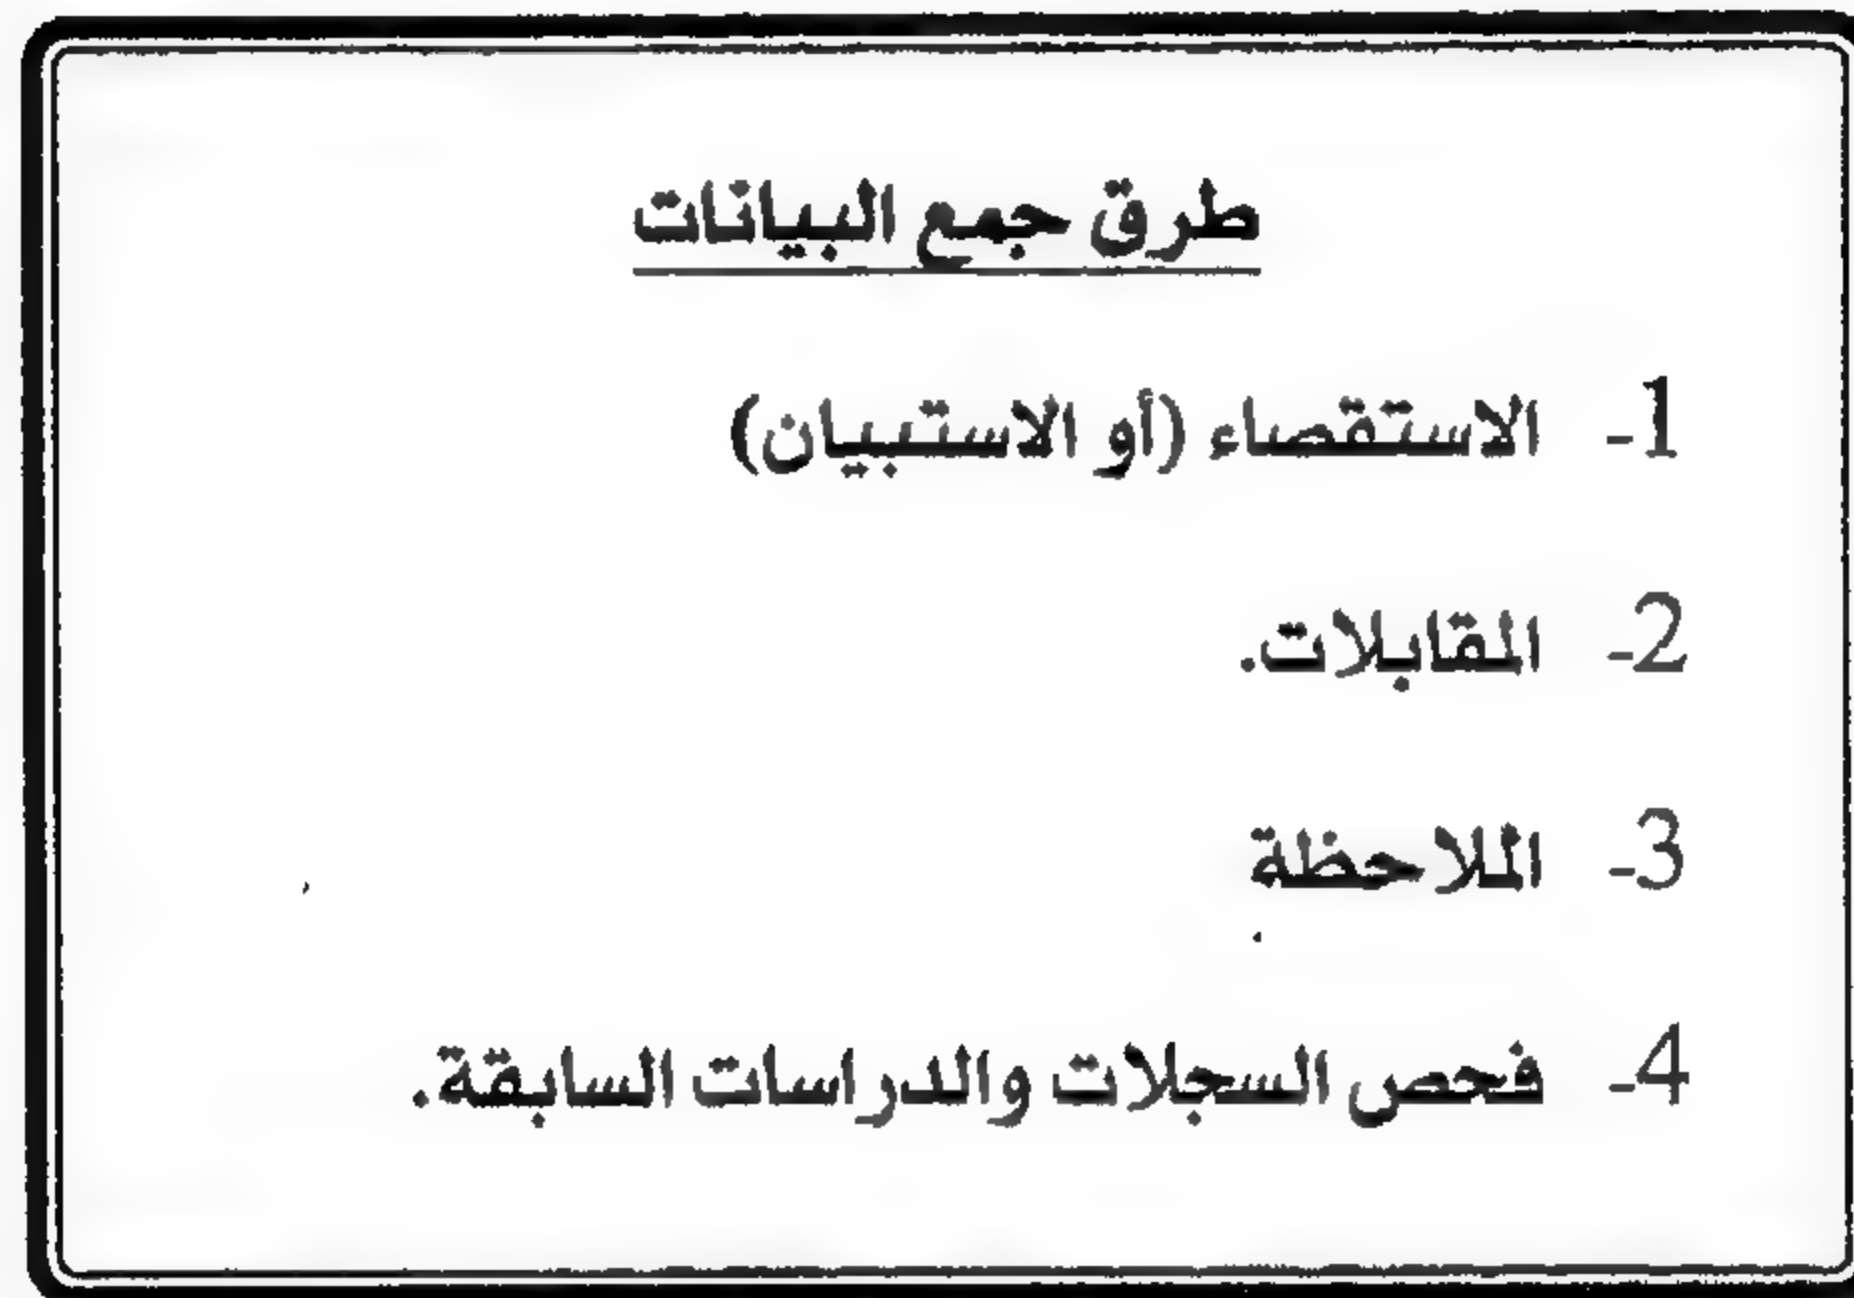 طرق جمع البيانات
1- الاستقصاء (أو الاستبيان)
2- المقابلات.
3- الملاحظة
4- فحص السجلات والدراسات السابقة.